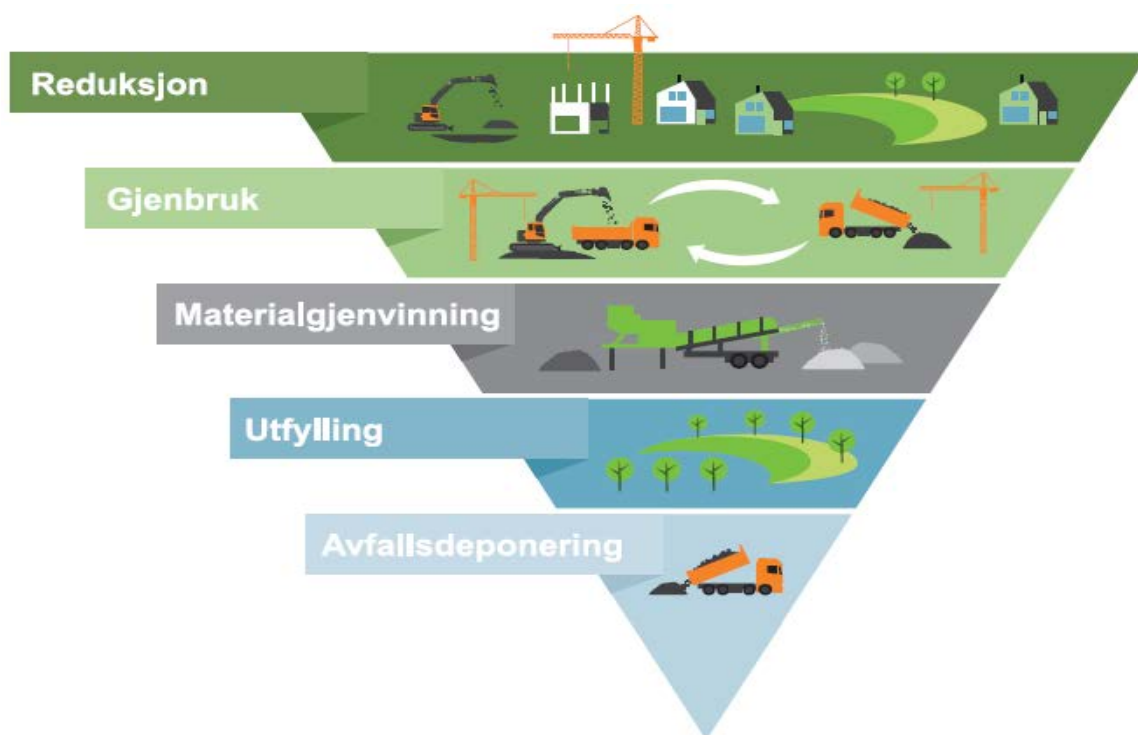 Reduksjon
Gjenbruk
Materialgjenvinning
Utfylling
Avfallsdeponering